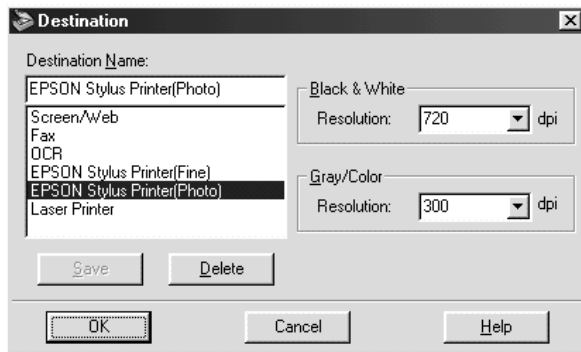 Destination
Destination Name:
EPSON Stylus Printer(Photo)
Screen/Web
Fax
OCR
EPSON Stylus Printer(Fine)
EPSON Stylus Printer(Photo)
Laser Printer
Black & White
Resolution: 720 dpi
Gray/Color
Resolution: 300 dpi
Save Delete
OK Cancel Help